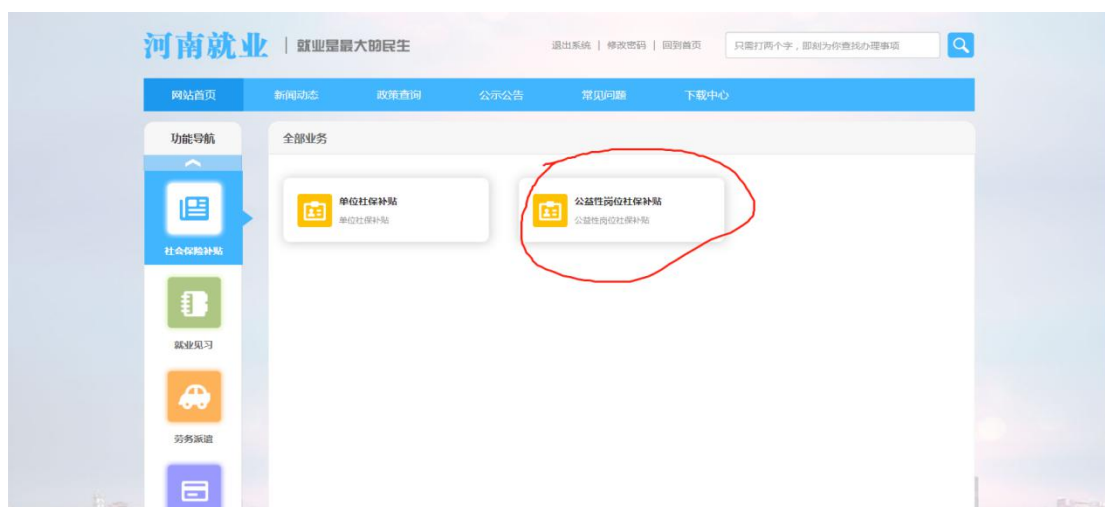 河南就业 | 就业是最大的民生
退出系统 | 修改密码 | 回到首页
只需打两个字，即刻为你查找办理事项
网站首页 新闻动态 政策查询 公示公告 常见问题 下载中心
功能导航
全部业务
单位社保补贴
单位社保补贴
公益性岗位社保补贴
公益性岗位社保补贴
社会保险补贴
就业见习
劳务派遣